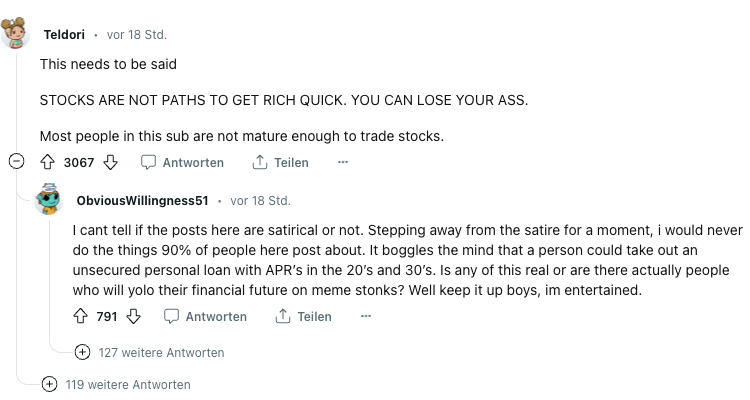 Teldori · vor 18 Std.
This needs to be said
STOCKS ARE NOT PATHS TO GET RICH QUICK. YOU CAN LOSE YOUR ASS.
Most people in this sub are not mature enough to trade stocks.
3067 Antworten Teilen ···
ObviousWillingness51 · vor 18 Std.
I cant tell if the posts here are satirical or not. Stepping away from the satire for a moment, i would never
do the things 90% of people here post about. It boggles the mind that a person could take out an
unsecured personal loan with APR’s in the 20’s and 30’s. Is any of this real or are there actually people
who will yolo their financial future on meme stonks? Well keep it up boys, im entertained.
791 Antworten Teilen ···
127 weitere Antworten
119 weitere Antworten